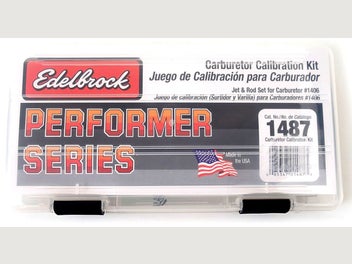 Edelbrock
Carburetor Calibration Kit
Juego de Calibración para Carburador
Jet & Rod Set for Carburetor #1406
Juego de calibración (Surtidor y Varilla) para Carburadores #1406
PERFORMER
SERIES
Made in
the USA
Cat. No./No. de Catálogo
1487
Carburetor Calibration Kit